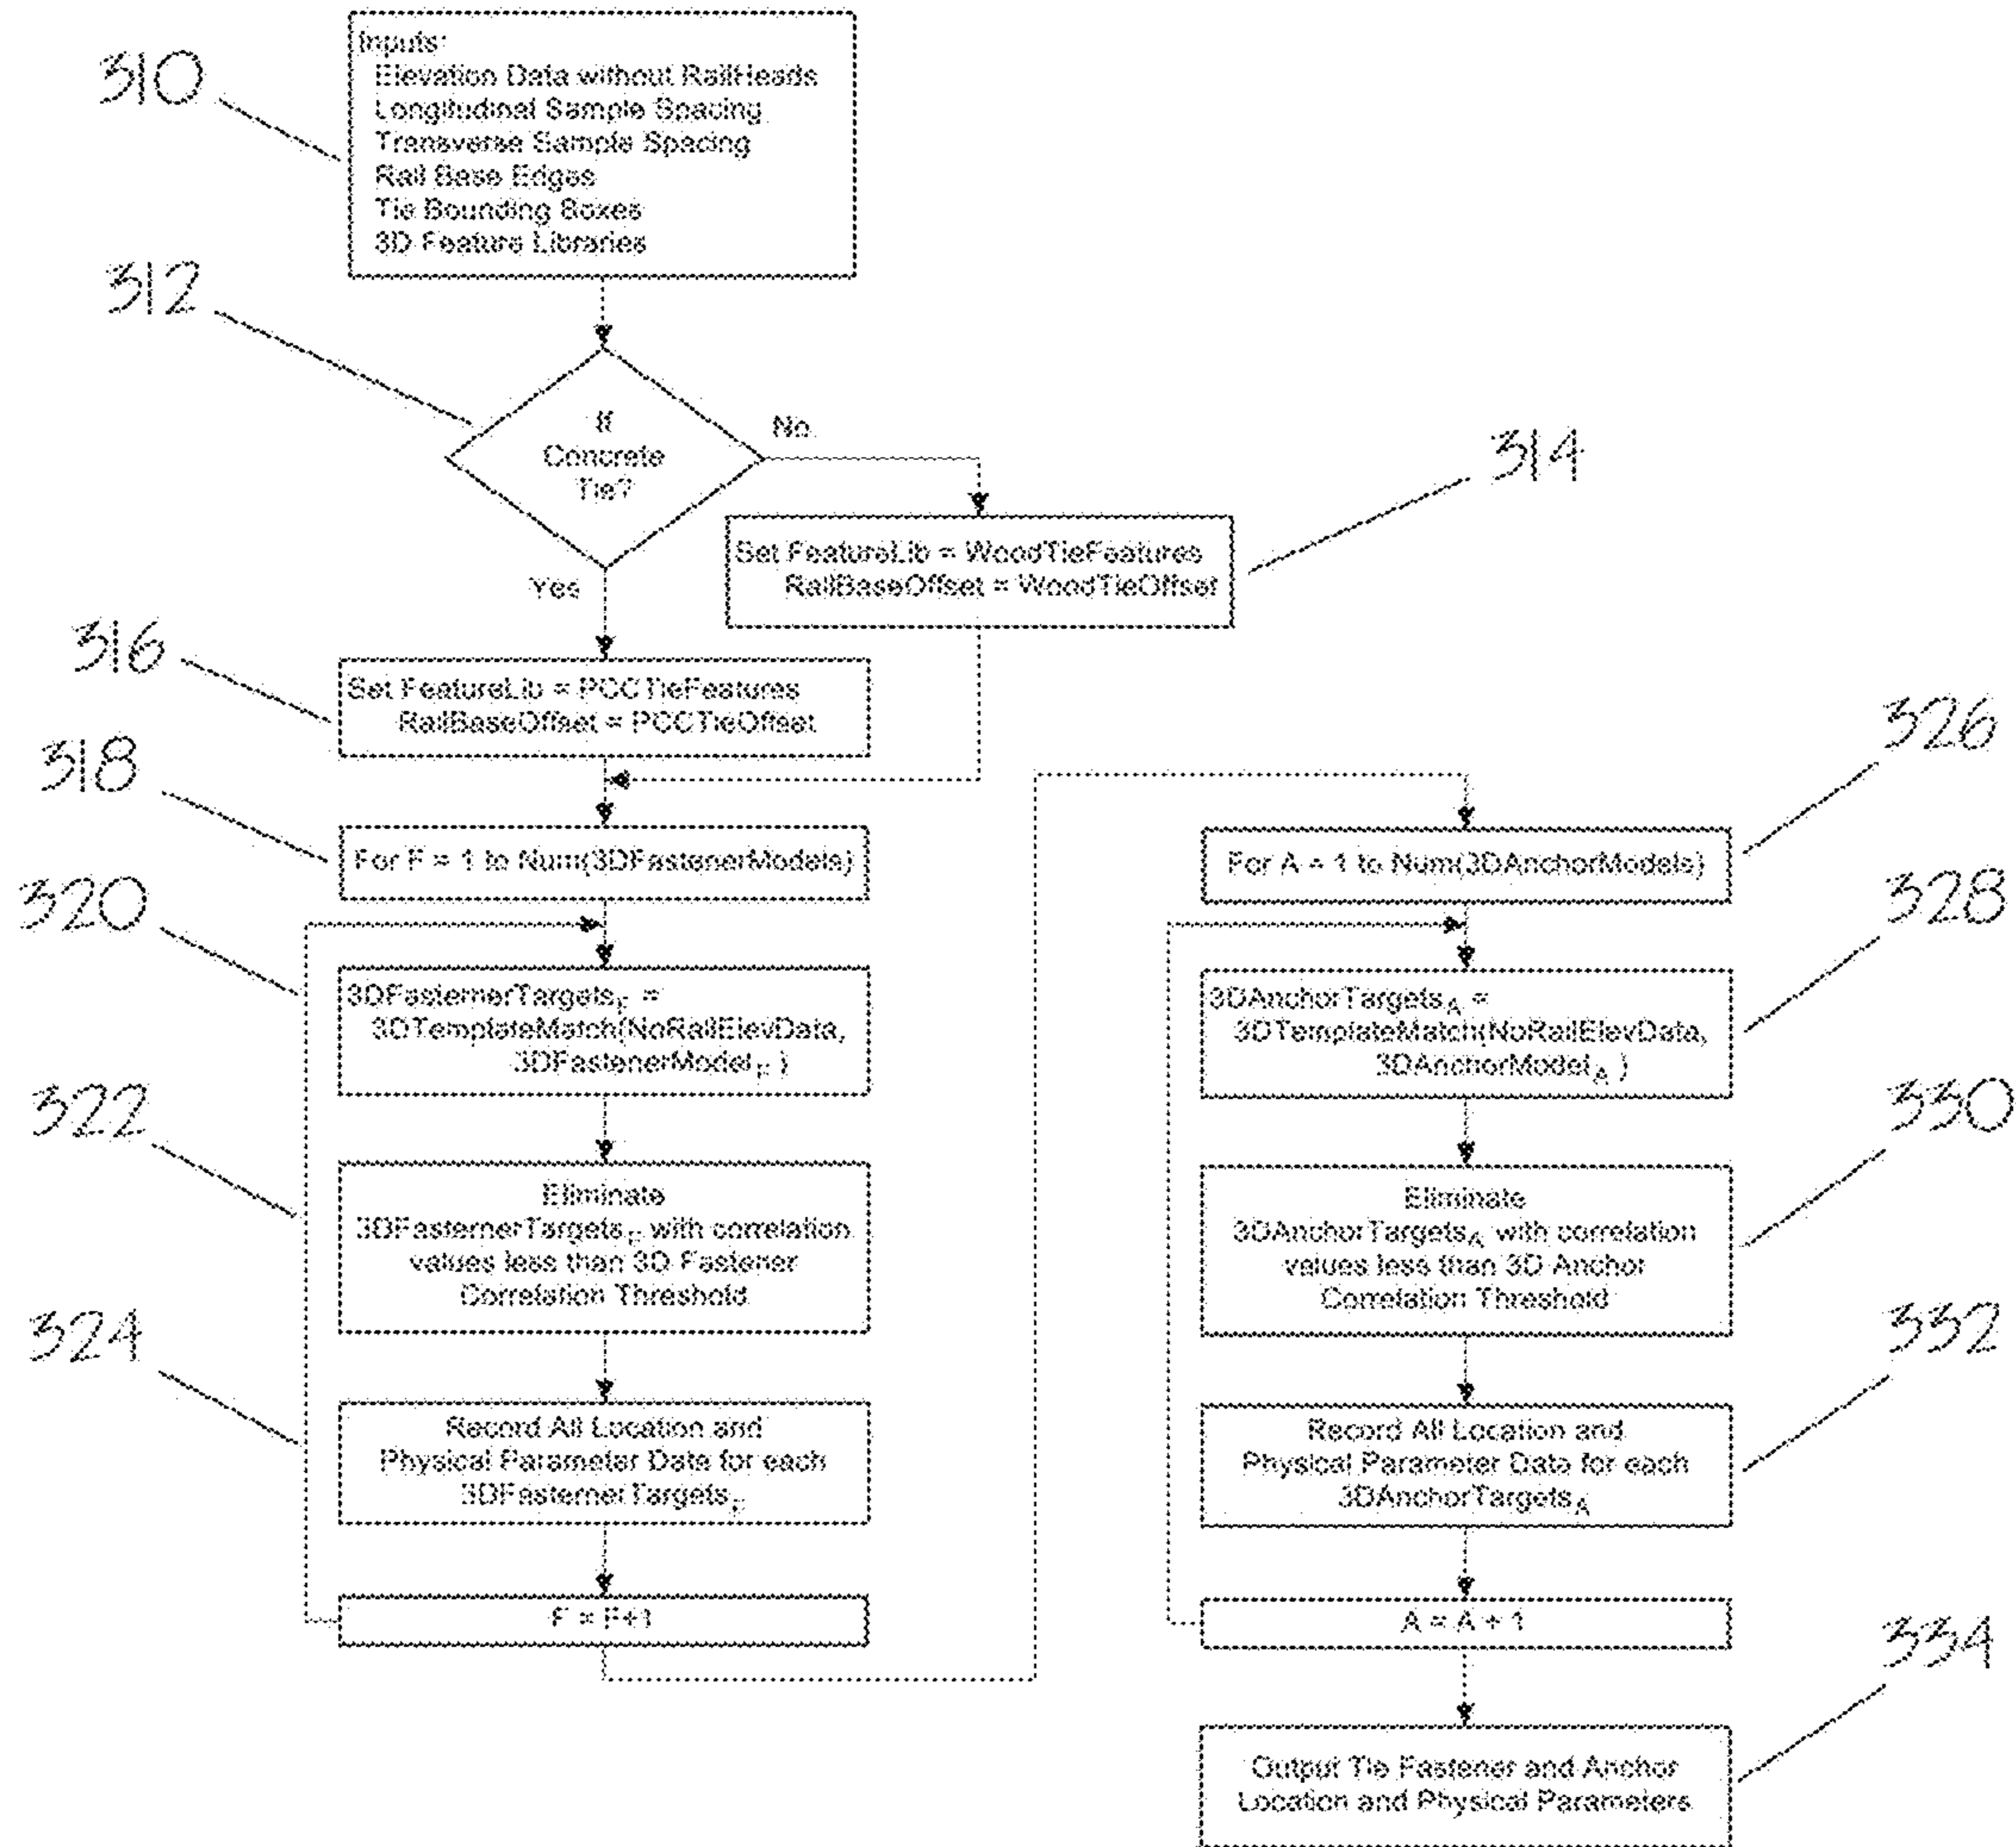 310
Inputs:
Elevation Data without RailHeads
Longitudinal Sample Spacing
Transverse Sample Spacing
Rail Base Edges
Tie Bounding Boxes
3D Feature Libraries
312
If
Concrete
Tie?
No
Yes
314
Set FeatureLib = WoodTieFeatures
RailBaseOffset = WoodTieOffset
316
Set FeatureLib = PCCTieFeatures
RailBaseOffset = PCCTieOffset
318
For F = 1 to Num(3DFastenerModels)
320
3DFasternerTargets_F =
3DTemplateMatch(NoRailElevData,
3DFastenerModel_F )
322
Eliminate
3DFasternerTargets_F with correlation
values less than 3D Fastener
Correlation Threshold
324
Record All Location and
Physical Parameter Data for each
3DFasternerTargets_F
F = F+1
326
For A = 1 to Num(3DAnchorModels)
328
3DAnchorTargets_A =
3DTemplateMatch(NoRailElevData,
3DAnchorModel_A )
330
Eliminate
3DAnchorTargets_A with correlation
values less than 3D Anchor
Correlation Threshold
332
Record All Location and
Physical Parameter Data for each
3DAnchorTargets_A
A = A + 1
334
Output Tie Fastener and Anchor
Location and Physical Parameters